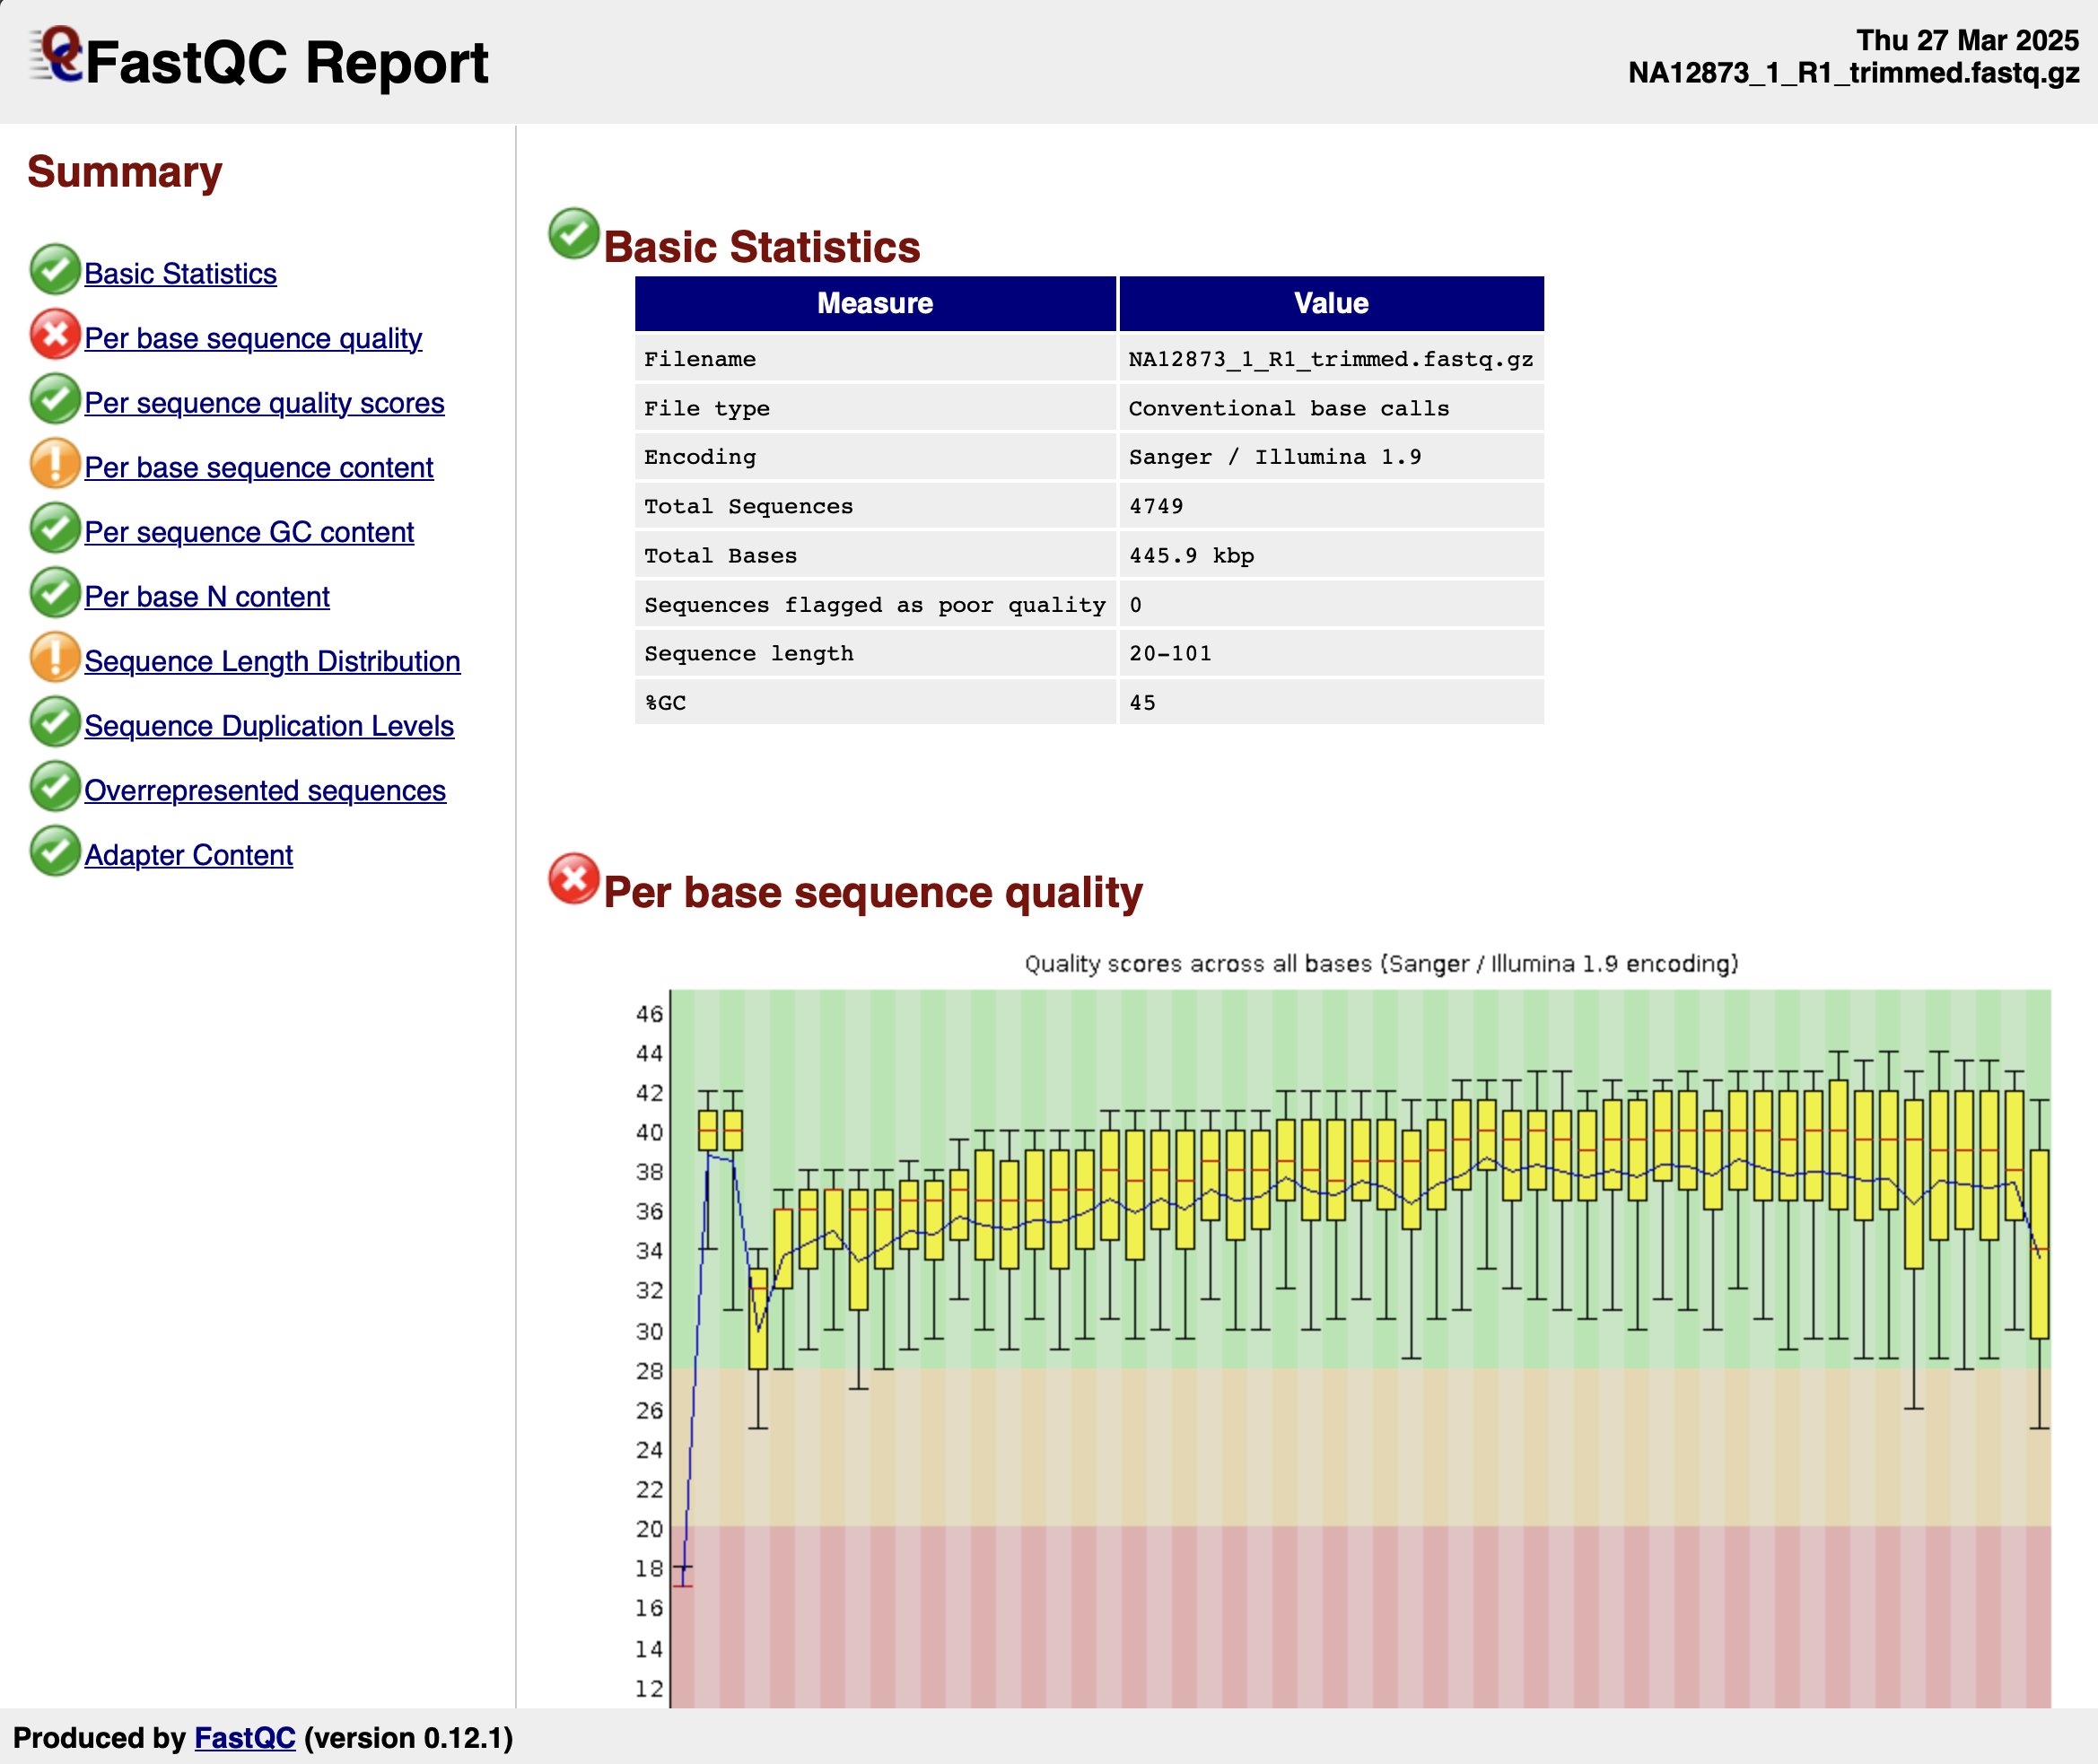 FastQC Report
Thu 27 Mar 2025
NA12873_1_R1_trimmed.fastq.gz
Summary
Basic Statistics
Per base sequence quality
Per sequence quality scores
Per base sequence content
Per sequence GC content
Per base N content
Sequence Length Distribution
Sequence Duplication Levels
Overrepresented sequences
Adapter Content
Basic Statistics
Measure Value
Filename NA12873_1_R1_trimmed.fastq.gz
File type Conventional base calls
Encoding Sanger / Illumina 1.9
Total Sequences 4749
Total Bases 445.9 kbp
Sequences flagged as poor quality 0
Sequence length 20-101
%GC 45
Per base sequence quality
Quality scores across all bases (Sanger / Illumina 1.9 encoding)
46
44
42
40
38
36
34
32
30
28
26
24
22
20
18
16
14
12
Produced by FastQC (version 0.12.1)